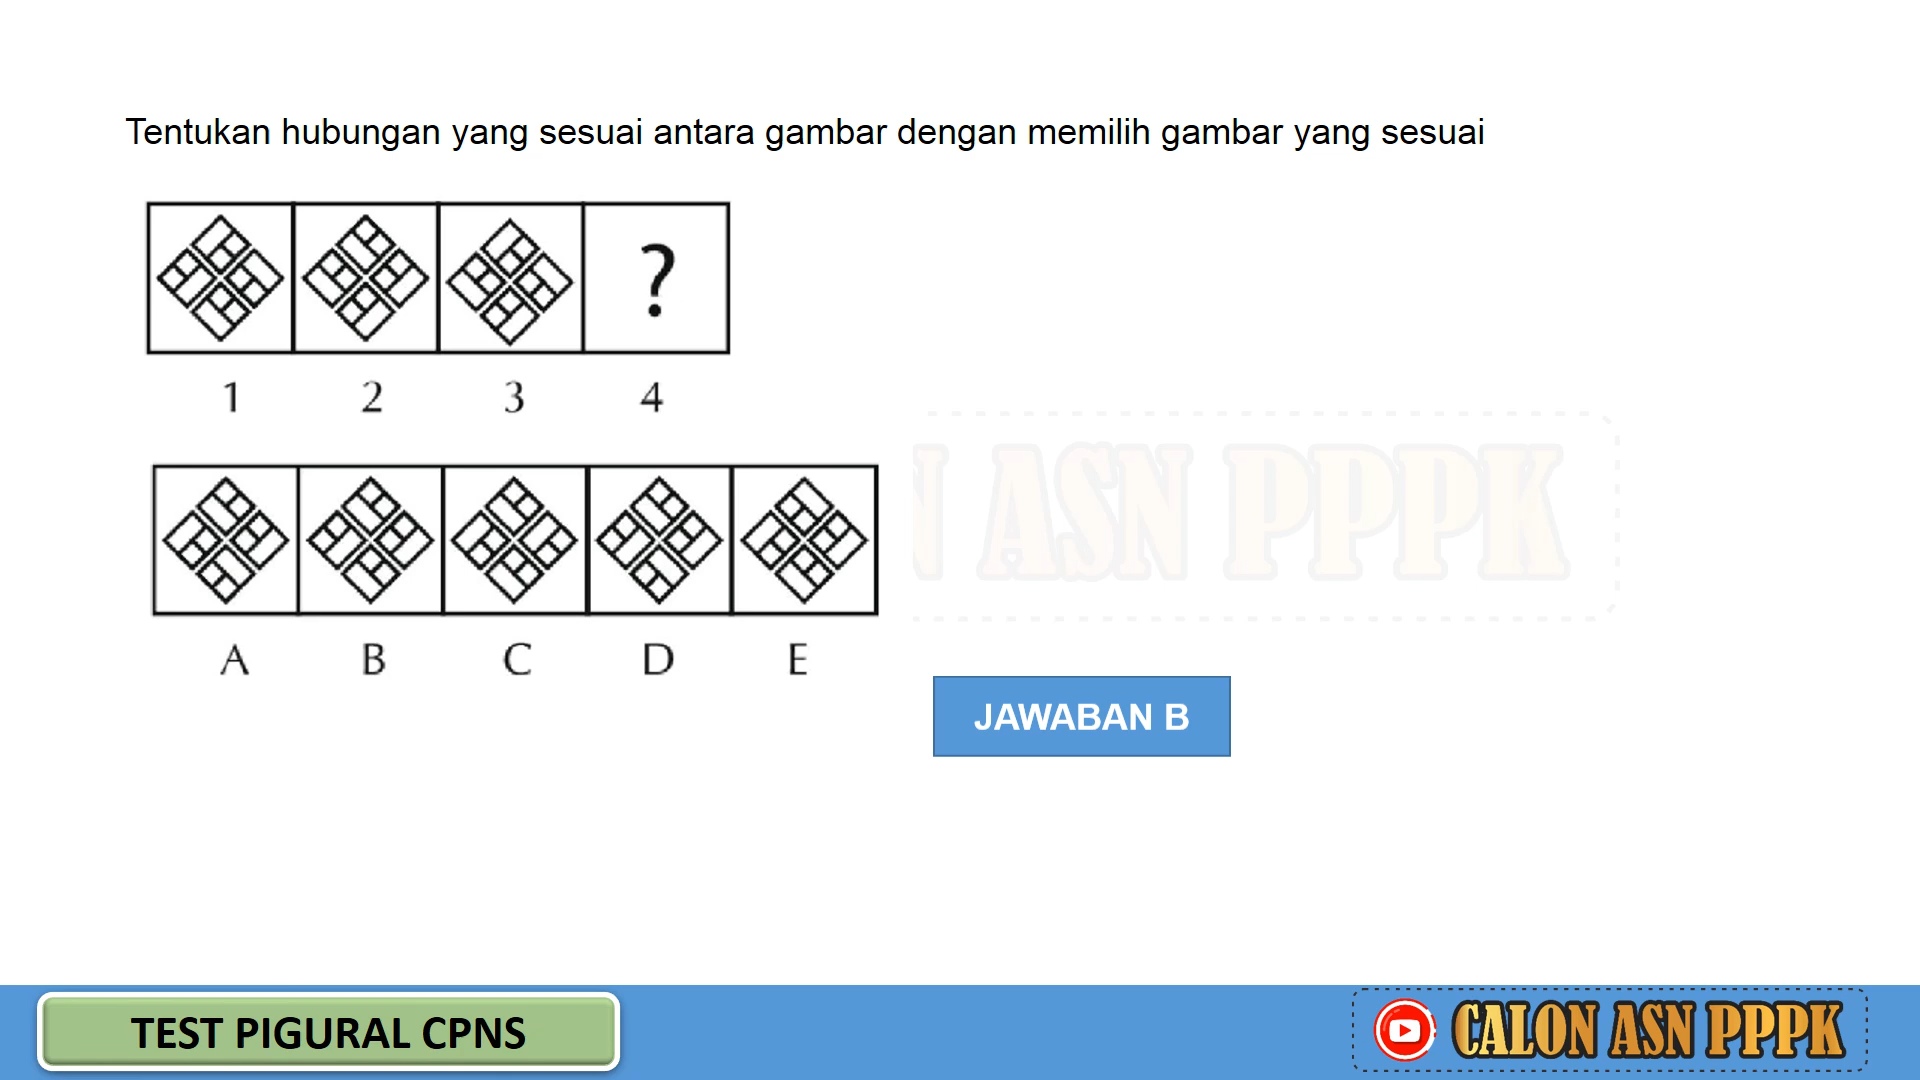 Tentukan hubungan yang sesuai antara gambar dengan memilih gambar yang sesuai
?
1 2 3 4
N ASN PPPK
A B C D E
JAWABAN B
TEST PIGURAL CPNS
CALON ASN PPPK